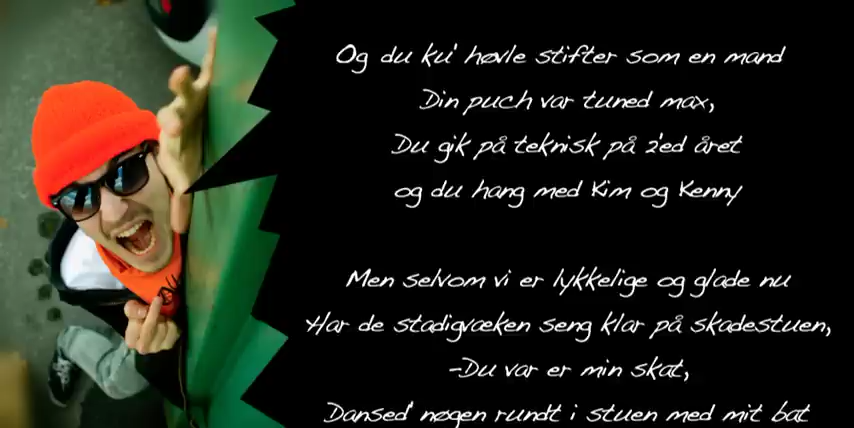 Og du ku' høvle stifter som en mand
Din puch var tuned max,
Du gik på teknisk på 2'ed året
og du hang med Kim og Kenny
Men selvom vi er lykkelige og glade nu
Har de stadigvæken seng klar på skadestuen,
-Du var er min skat,
Dansed' nøgen rundt i stuen med mit bat